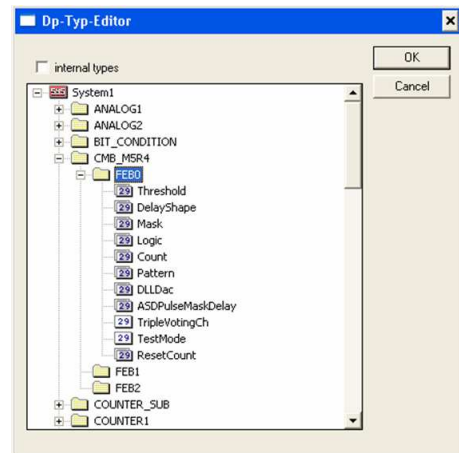 Dp-Typ-Editor
OK
internal types
Cancel
System1
ANALOG1
ANALOG2
BIT_CONDITION
CMB_MSR4
FEB0
29 Threshold
29 DelayShape
29 Mask
29 Logic
29 Count
29 Pattern
29 DLLDac
29 ASDPulseMaskDelay
29 TripleVotingCh
29 TestMode
29 ResetCount
FEB1
FEB2
COUNTER_SUB
COUNTER1